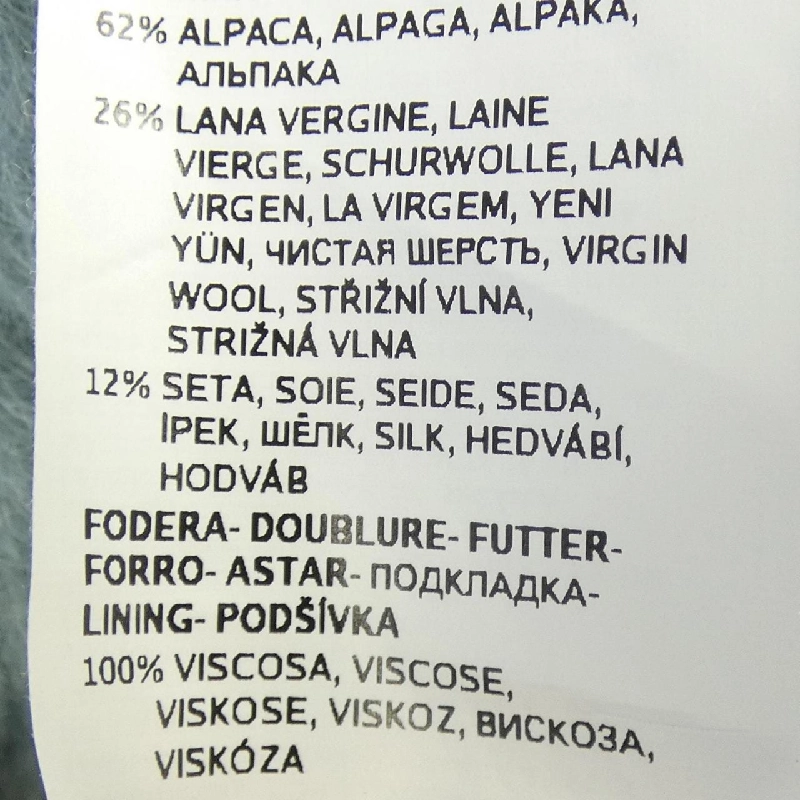 62% ALPACA, ALPAGA, ALPAKA,
АЛЬПАКА
26% LANA VERGINE, LAINE
VIERGE, SCHURWOLLE, LANA
VIRGEN, LA VIRGEM, YENI
YÜN, ЧИСТАЯ ШЕРСТЬ, VIRGIN
WOOL, STŘIŽNÍ VLNA,
STRIŽNÁ VLNA
12% SETA, SOIE, SEIDE, SEDA,
İPEK, ШЁЛК, SILK, HEDVÁBÍ,
HODVÁB
FODERA- DOUBLURE- FUTTER-
FORRO- ASTAR- ПОДКЛАДКА-
LINING- PODŠÍVKA
100% VISCOSA, VISCOSE,
VISKOSE, VISKOZ, ВИСКОЗА,
VISKÓZA